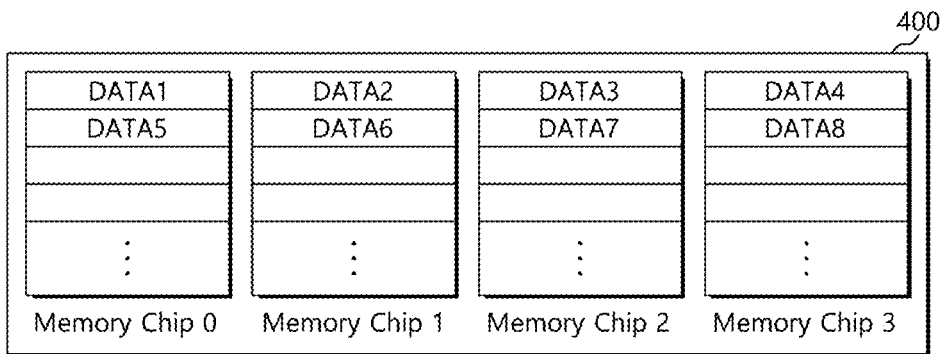 400
DATA1 DATA2 DATA3 DATA4
DATA5 DATA6 DATA7 DATA8
Memory Chip 0 Memory Chip 1 Memory Chip 2 Memory Chip 3